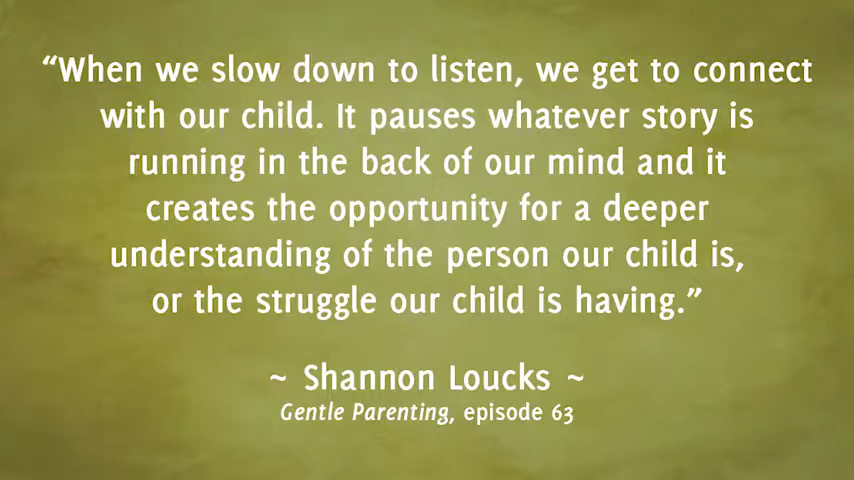 “When we slow down to listen, we get to connect
with our child. It pauses whatever story is
running in the back of our mind and it
creates the opportunity for a deeper
understanding of the person our child is,
or the struggle our child is having.”
~ Shannon Loucks ~
Gentle Parenting, episode 63